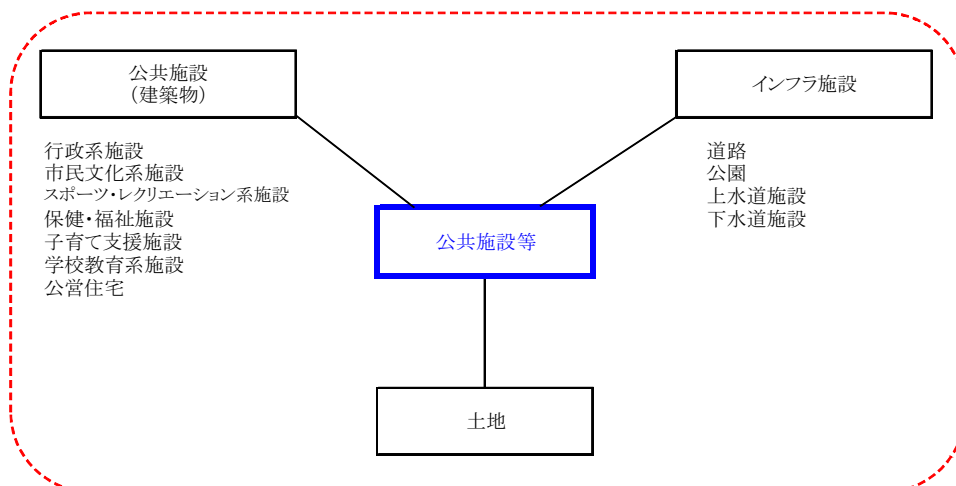 公共施設
(建築物)
インフラ施設
行政系施設
市民文化系施設
スポーツ・レクリエーション系施設
保健・福祉施設
子育て支援施設
学校教育系施設
公営住宅
道路
公園
上水道施設
下水道施設
公共施設等
土地